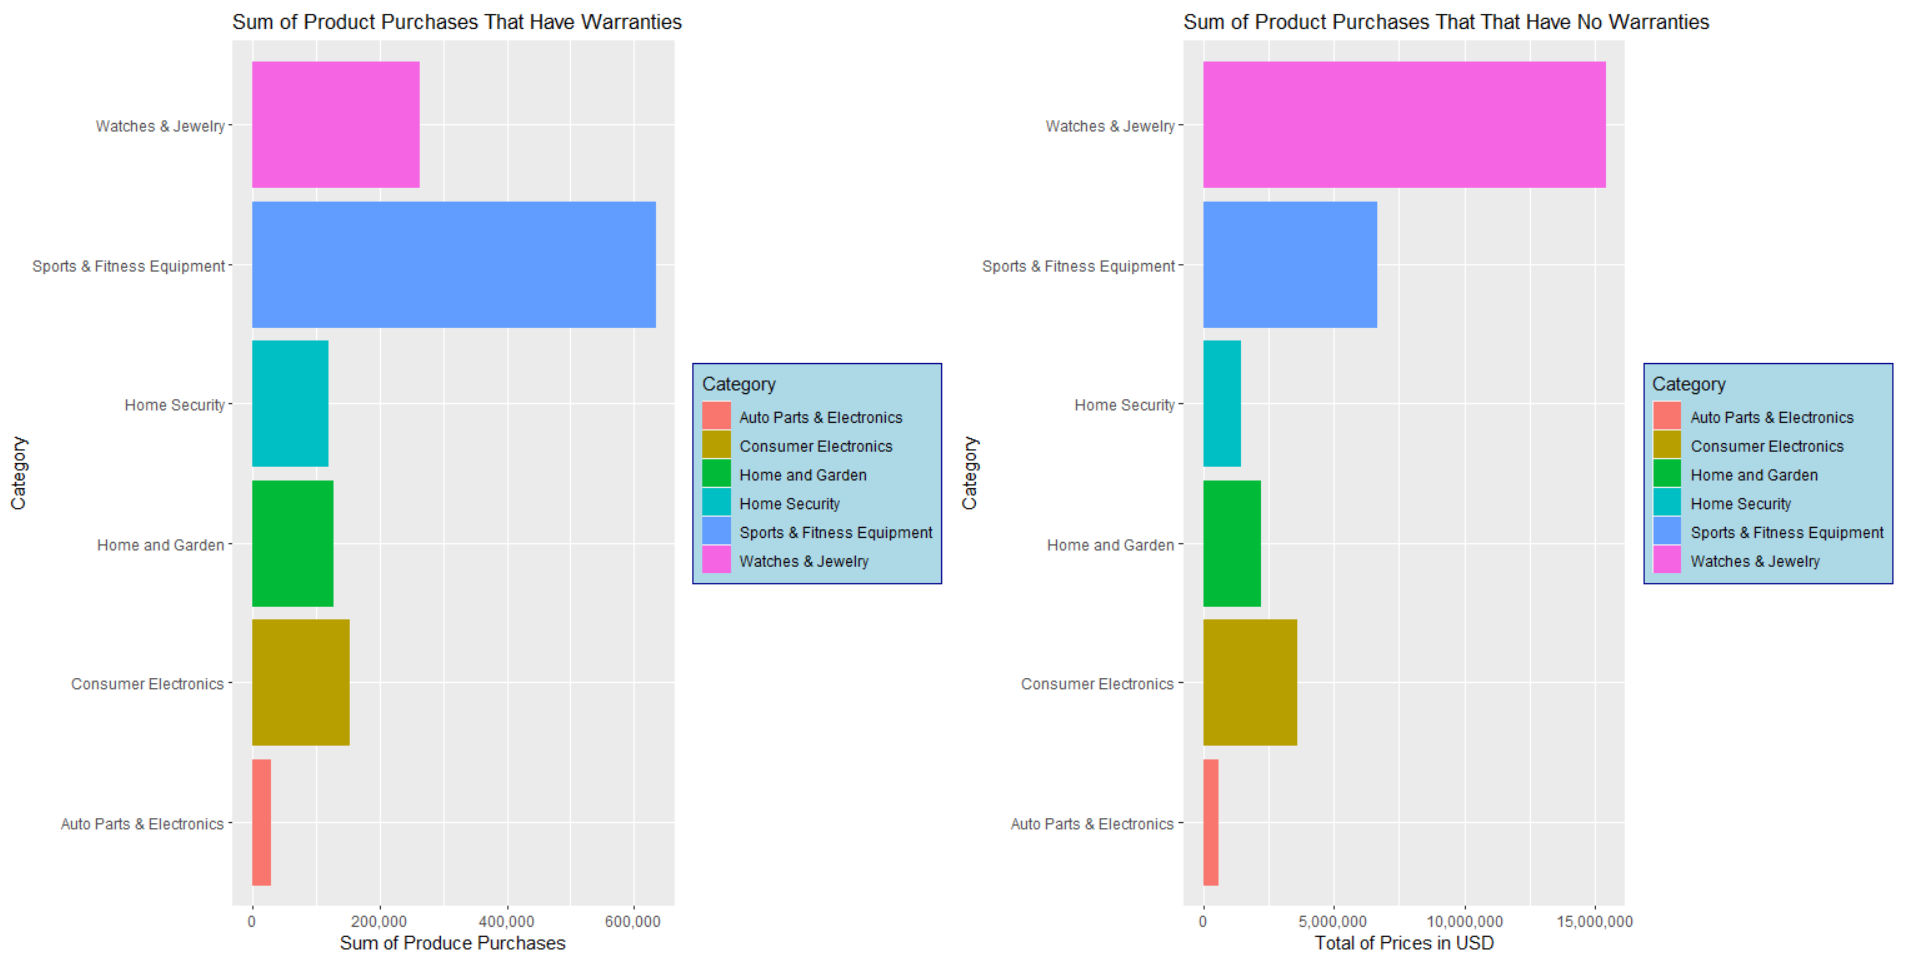 Sum of Product Purchases That Have Warranties
Category
Watches & Jewelry
Sports & Fitness Equipment
Home Security
Home and Garden
Consumer Electronics
Auto Parts & Electronics
0 200,000 400,000 600,000
Sum of Produce Purchases
Category
Auto Parts & Electronics
Consumer Electronics
Home and Garden
Home Security
Sports & Fitness Equipment
Watches & Jewelry
Sum of Product Purchases That That Have No Warranties
Category
Watches & Jewelry
Sports & Fitness Equipment
Home Security
Home and Garden
Consumer Electronics
Auto Parts & Electronics
0 5,000,000 10,000,000 15,000,000
Total of Prices in USD
Category
Auto Parts & Electronics
Consumer Electronics
Home and Garden
Home Security
Sports & Fitness Equipment
Watches & Jewelry